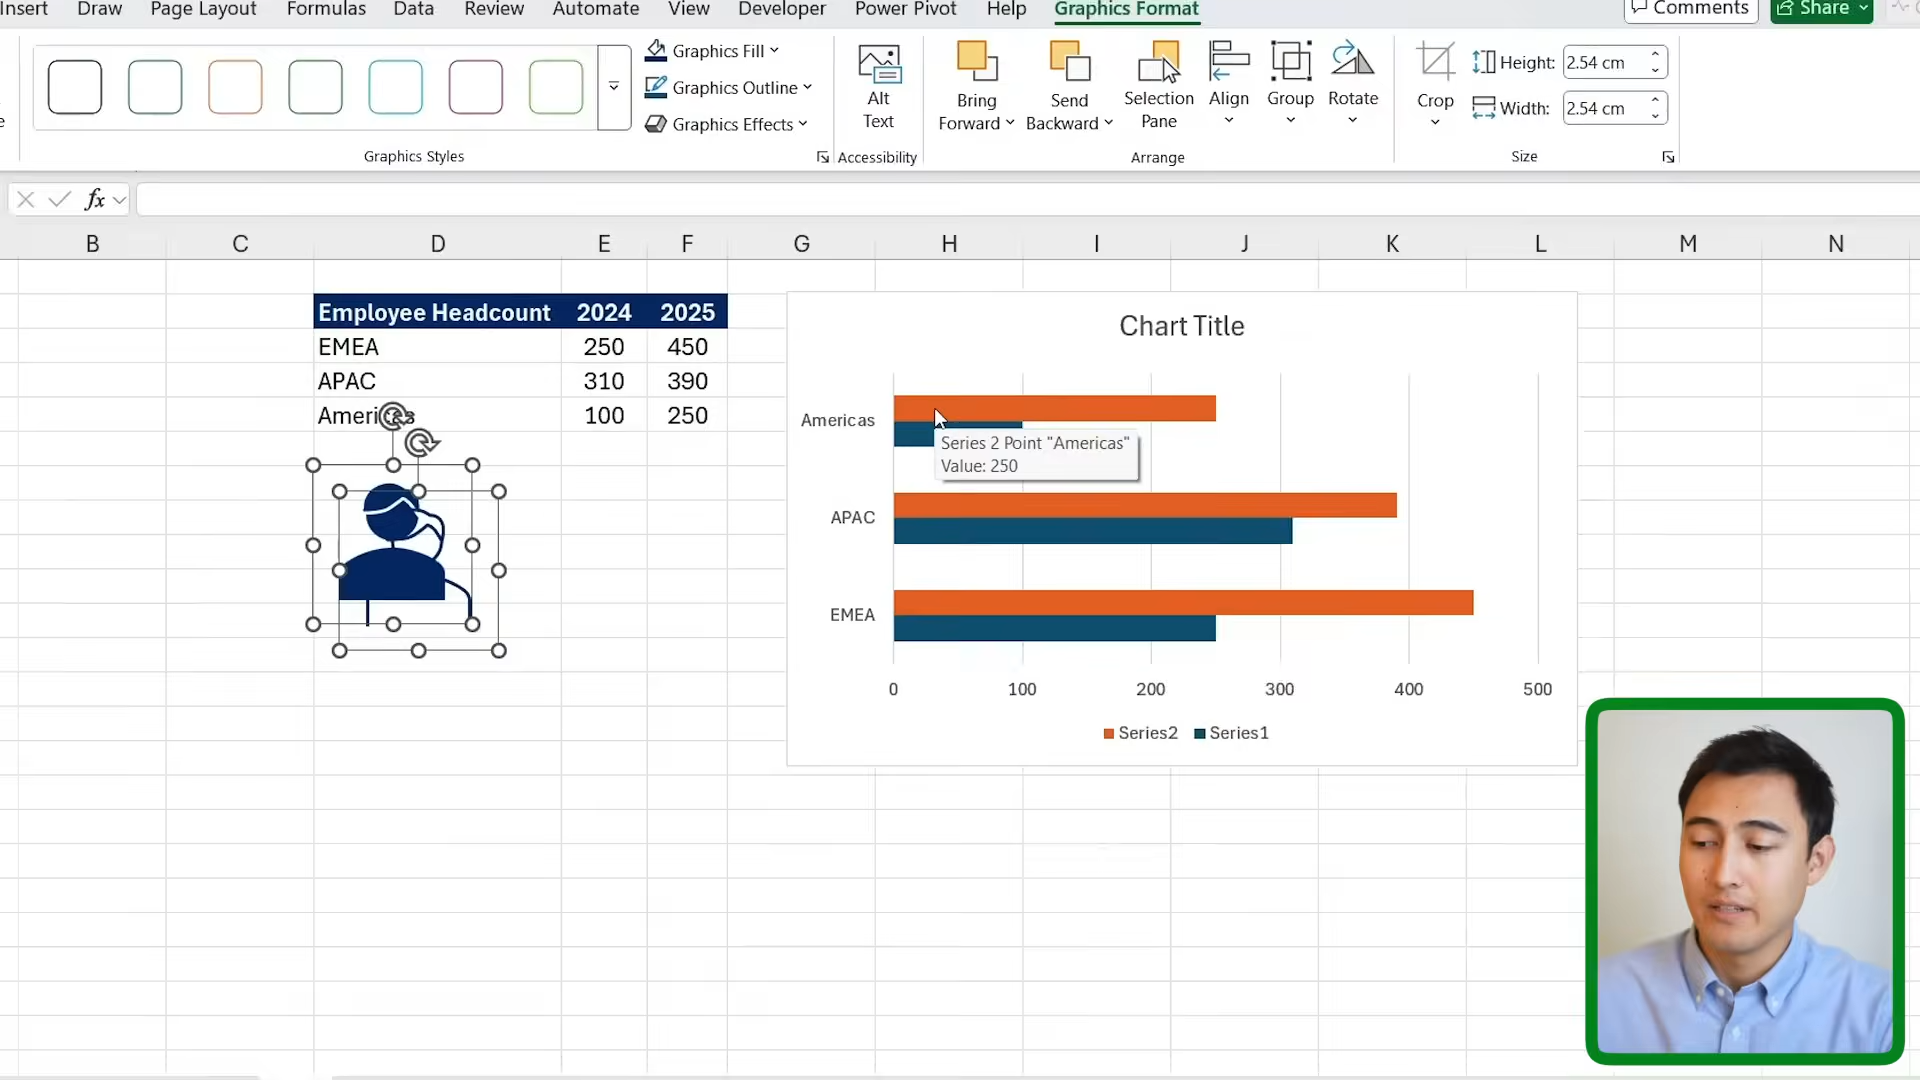 Insert Draw Page Layout Formulas Data Review Automate View Developer Power Pivot Help Graphics Format Comments Share
Graphics Fill
Graphics Outline
Graphics Effects
Graphics Styles
Alt Text
Accessibility
Bring Forward
Send Backward
Selection Pane
Align
Group
Rotate
Arrange
Crop
Height: 2.54 cm
Width: 2.54 cm
Size
fx
B C D E F G H I J K L M N
Employee Headcount 2024 2025
EMEA 250 450
APAC 310 390
Americas 100 250
Chart Title
Americas
Series 2 Point "Americas"
Value: 250
APAC
EMEA
0 100 200 300 400 500
Series2 Series1